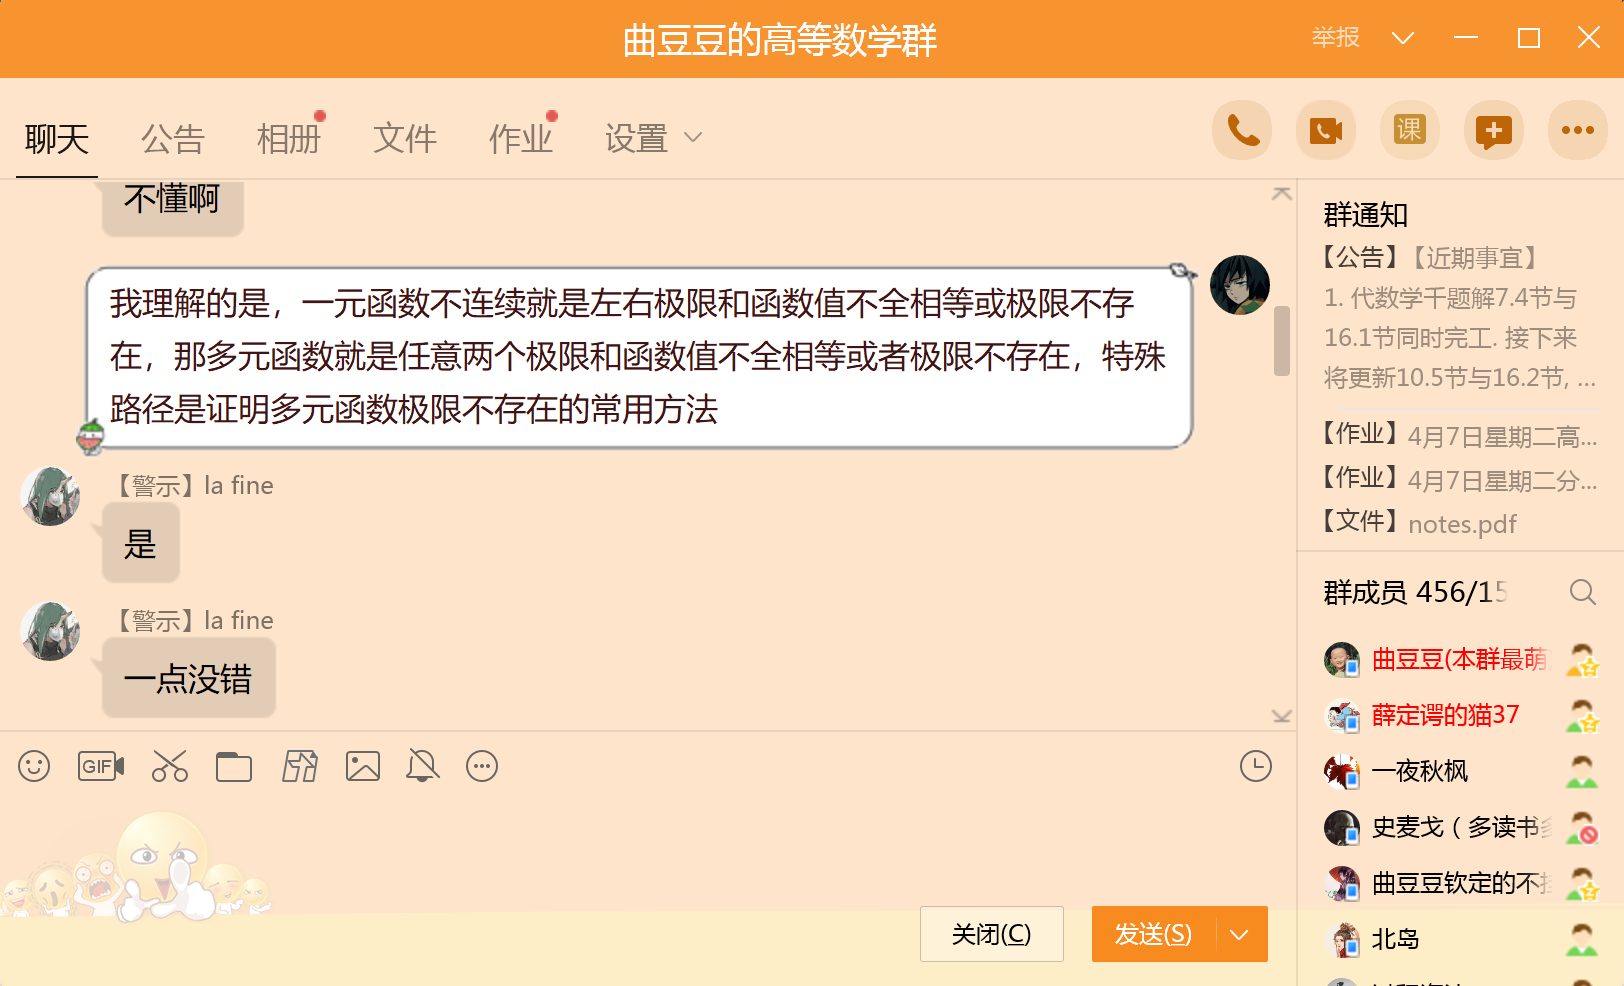 曲豆豆的高等数学群
举报
聊天 公告 相册 文件 作业 设置
课
不懂啊
我理解的是，一元函数不连续就是左右极限和函数值不全相等或极限不存
在，那多元函数就是任意两个极限和函数值不全相等或者极限不存在，特殊
路径是证明多元函数极限不存在的常用方法
【警示】la fine
是
【警示】la fine
一点没错
GIF
关闭(C)
发送(S)
群通知
【公告】【近期事宜】
1. 代数学千题解7.4节与
16.1节同时完工. 接下来
将更新10.5节与16.2节, ...
【作业】4月7日星期二高...
【作业】4月7日星期二分...
【文件】notes.pdf
群成员 456/15
曲豆豆(本群最萌
薛定谔的猫37
一夜秋枫
史麦戈（多读书
曲豆豆钦定的不
北岛